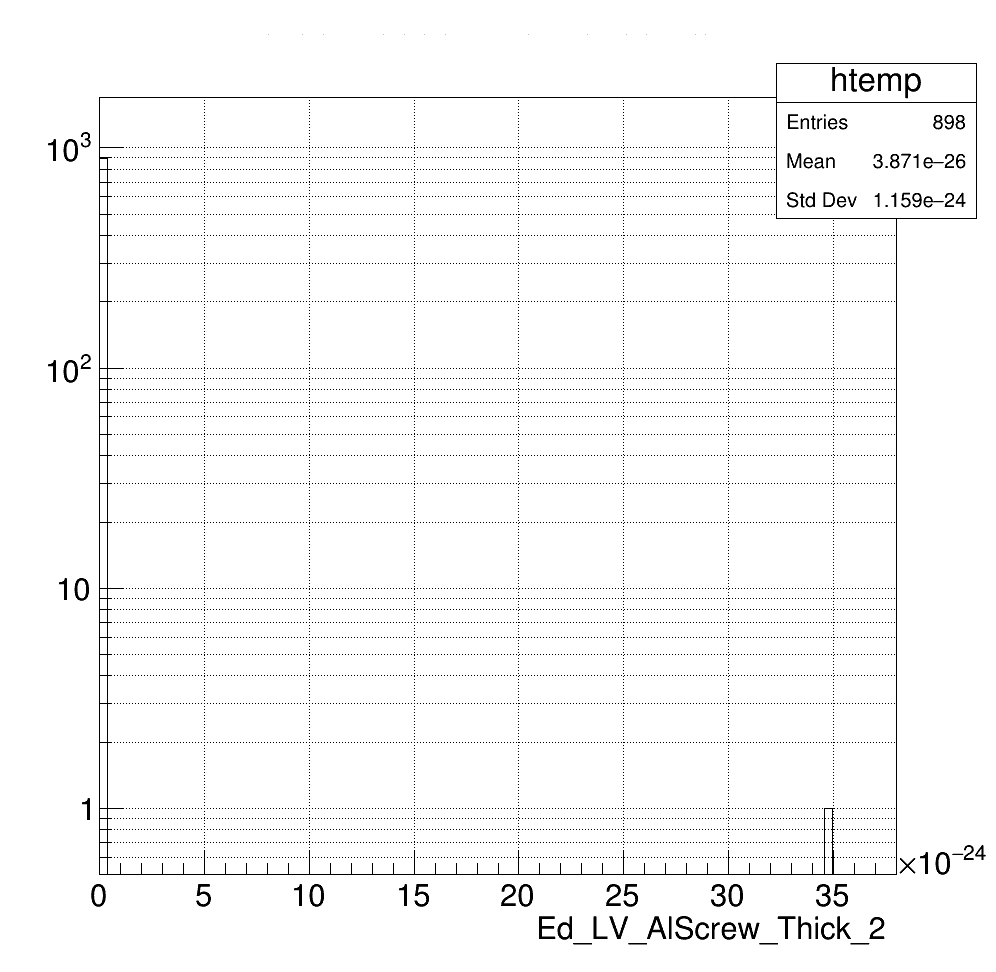 htemp
Entries 898
Mean 3.871e−26
Std Dev 1.159e−24
10³
10²
10
1
0 5 10 15 20 25 30 35
×10⁻²⁴
Ed_LV_AlScrew_Thick_2